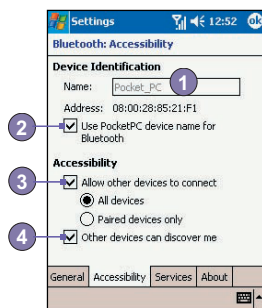 Settings 12:52 ok
Bluetooth: Accessibility
Device Identification
Name: Pocket_PC 1
Address: 08:00:28:85:21:F1
2 Use PocketPC device name for
Bluetooth
Accessibility
3 Allow other devices to connect
All devices
Paired devices only
4 Other devices can discover me
General Accessibility Services About